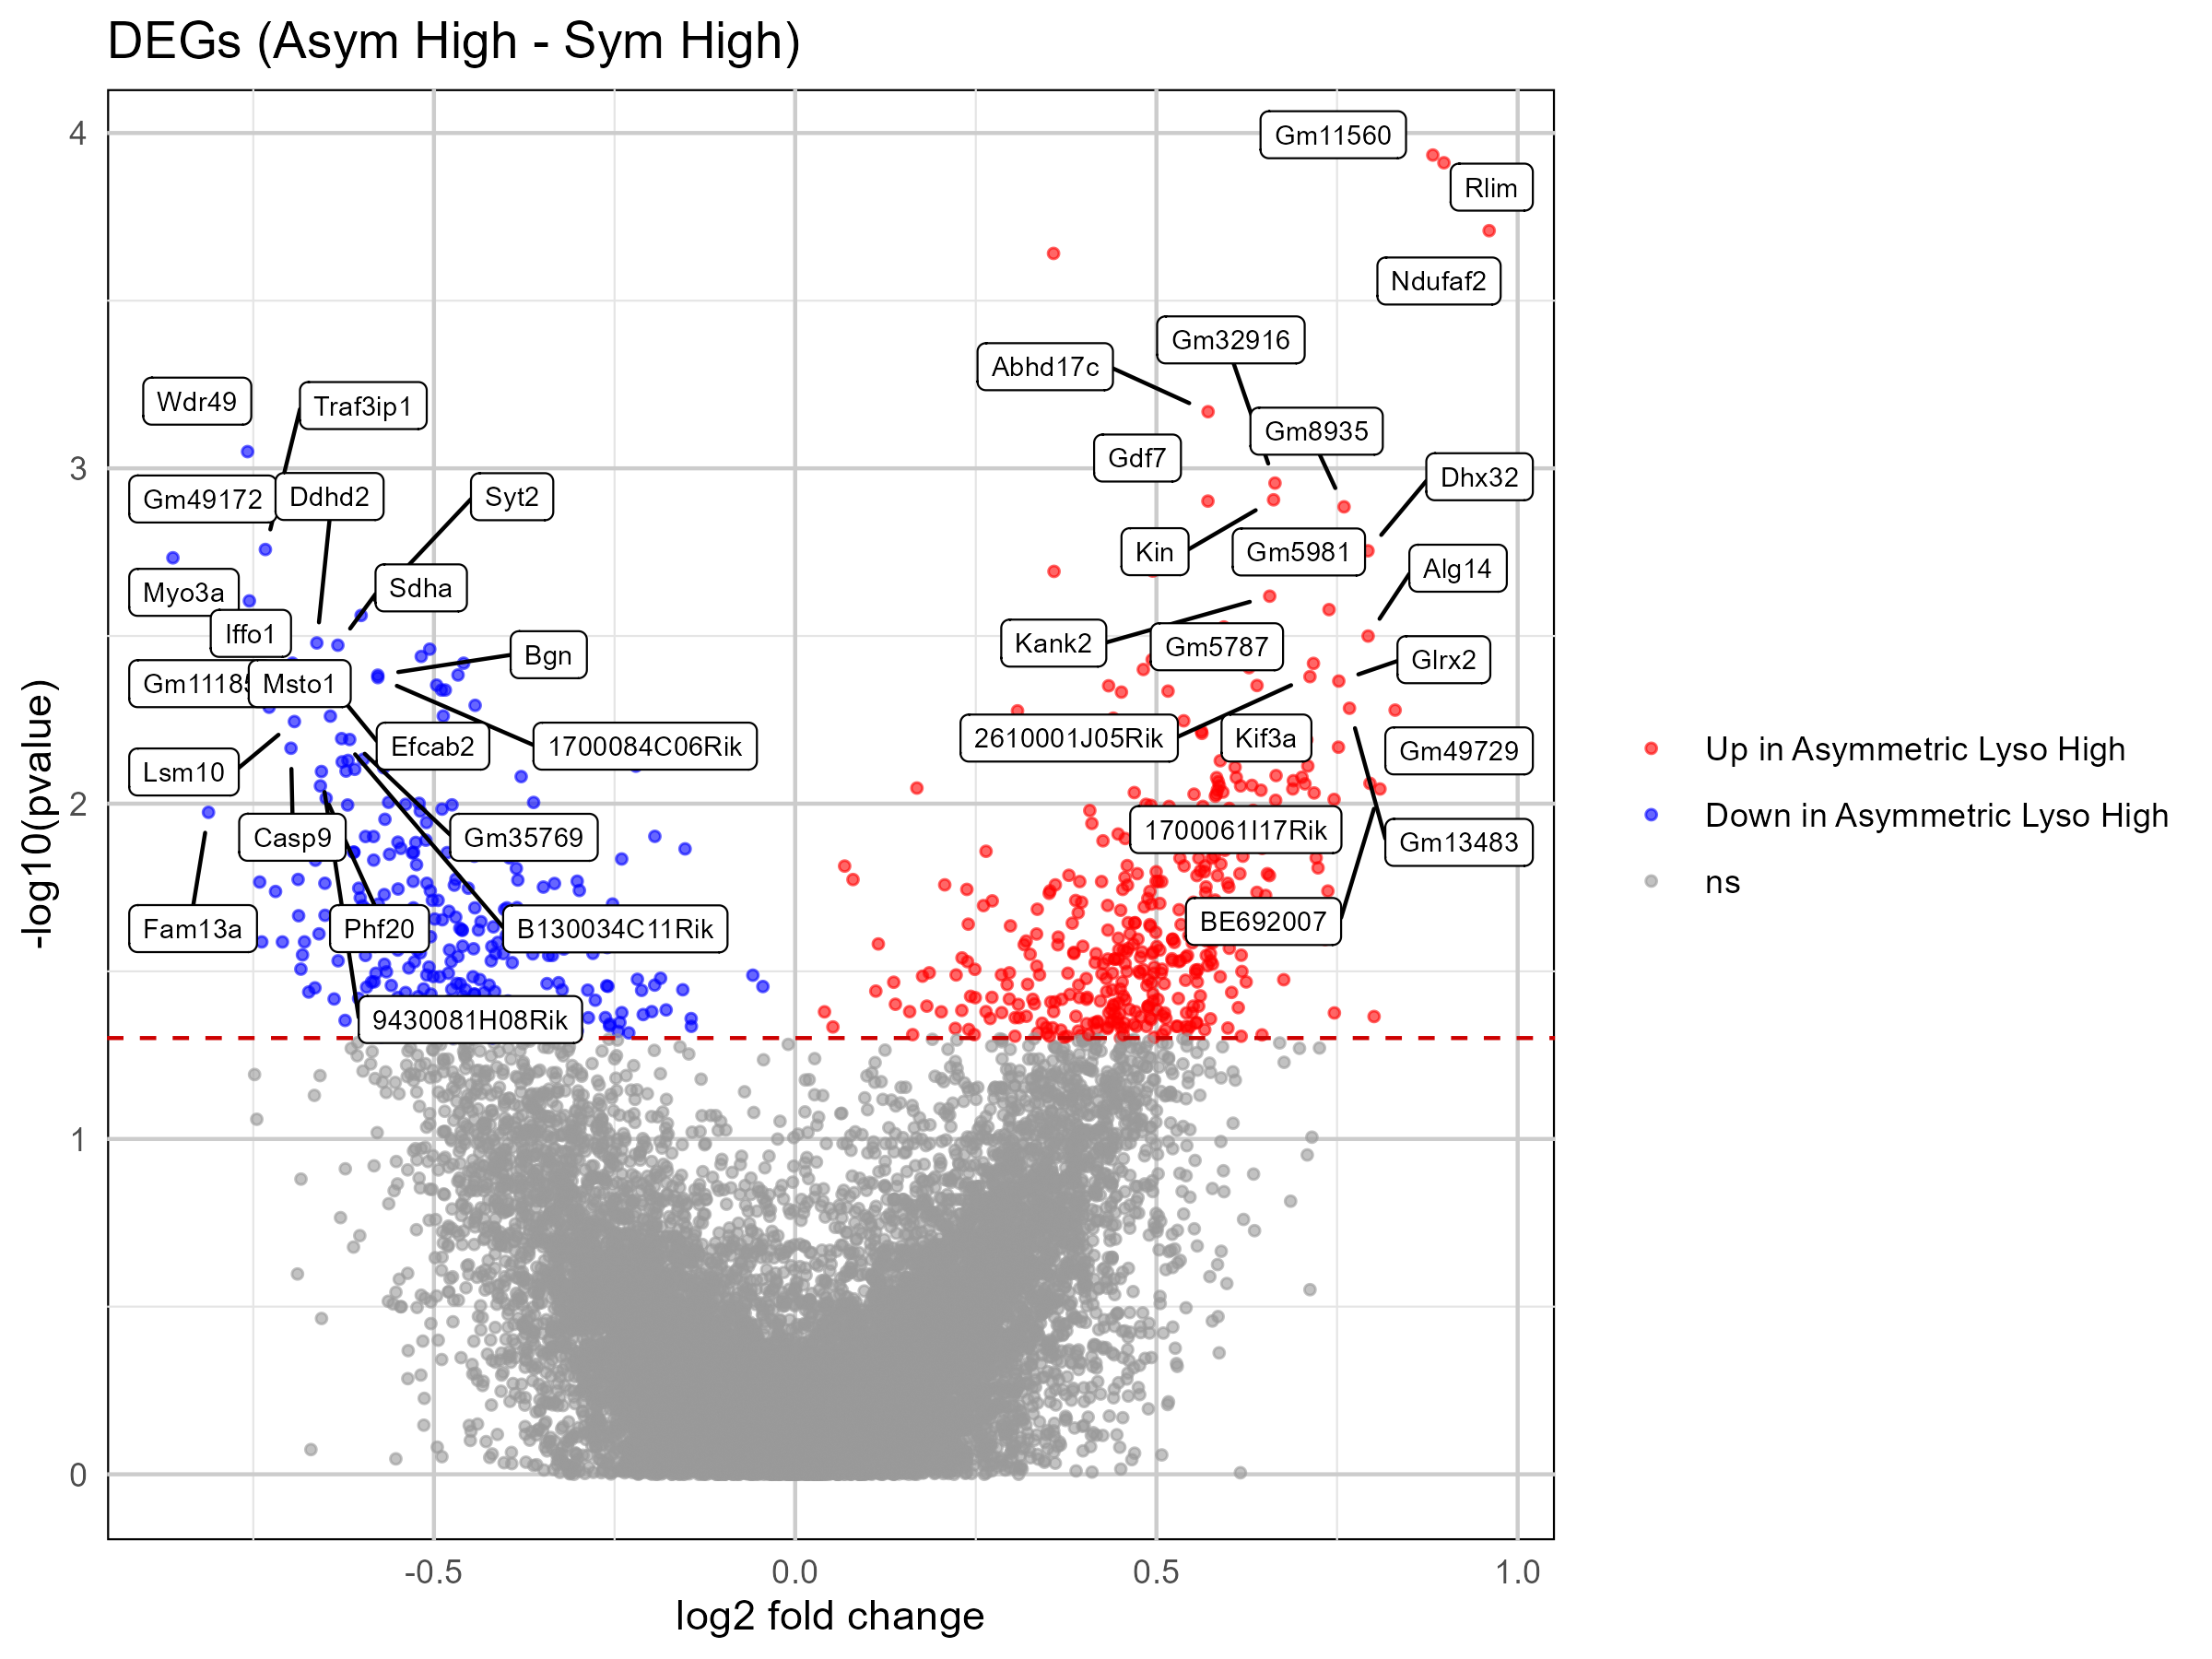 DEGs (Asym High - Sym High)
Gm11560
Rlim
Ndufaf2
Gm32916
Abhd17c
Wdr49
Traf3ip1
Gm8935
Gdf7
Dhx32
Gm49172
Ddhd2
Syt2
Kin
Gm5981
Alg14
Myo3a
Sdha
Iffo1
Kank2
Gm5787
Bgn
Glrx2
Msto1
2610001J05Rik
Kif3a
Efcab2
1700084C06Rik
Gm49729
Lsm10
1700061I17Rik
Casp9
Gm35769
Gm13483
BE692007
Fam13a
Phf20
B130034C11Rik
9430081H08Rik
4
3
2
1
0
-0.5
0.0
0.5
1.0
log2 fold change
-log10(pvalue)
Up in Asymmetric Lyso High
Down in Asymmetric Lyso High
ns